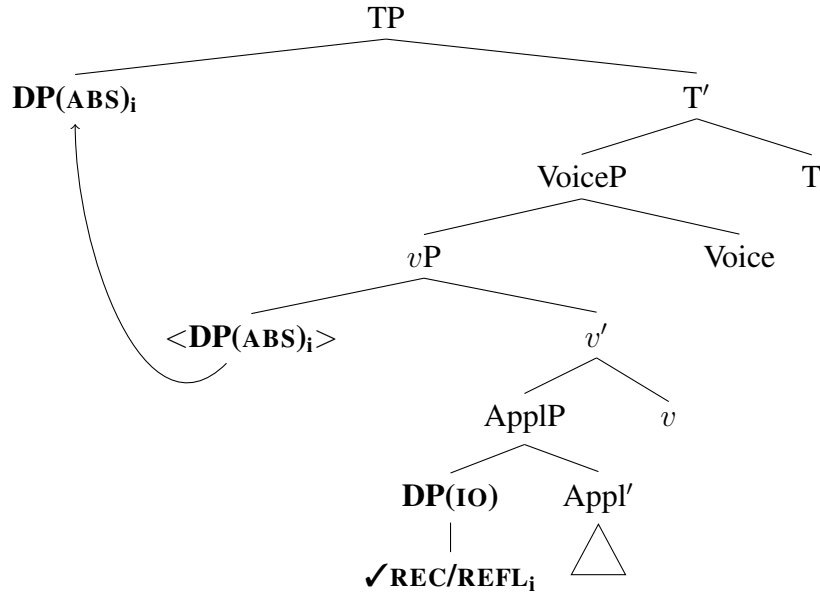 TP
DP(ABS)i T′
VoiceP T
vP Voice
<DP(ABS)i> v′
ApplP v
DP(IO) Appl′
✓REC/REFLi